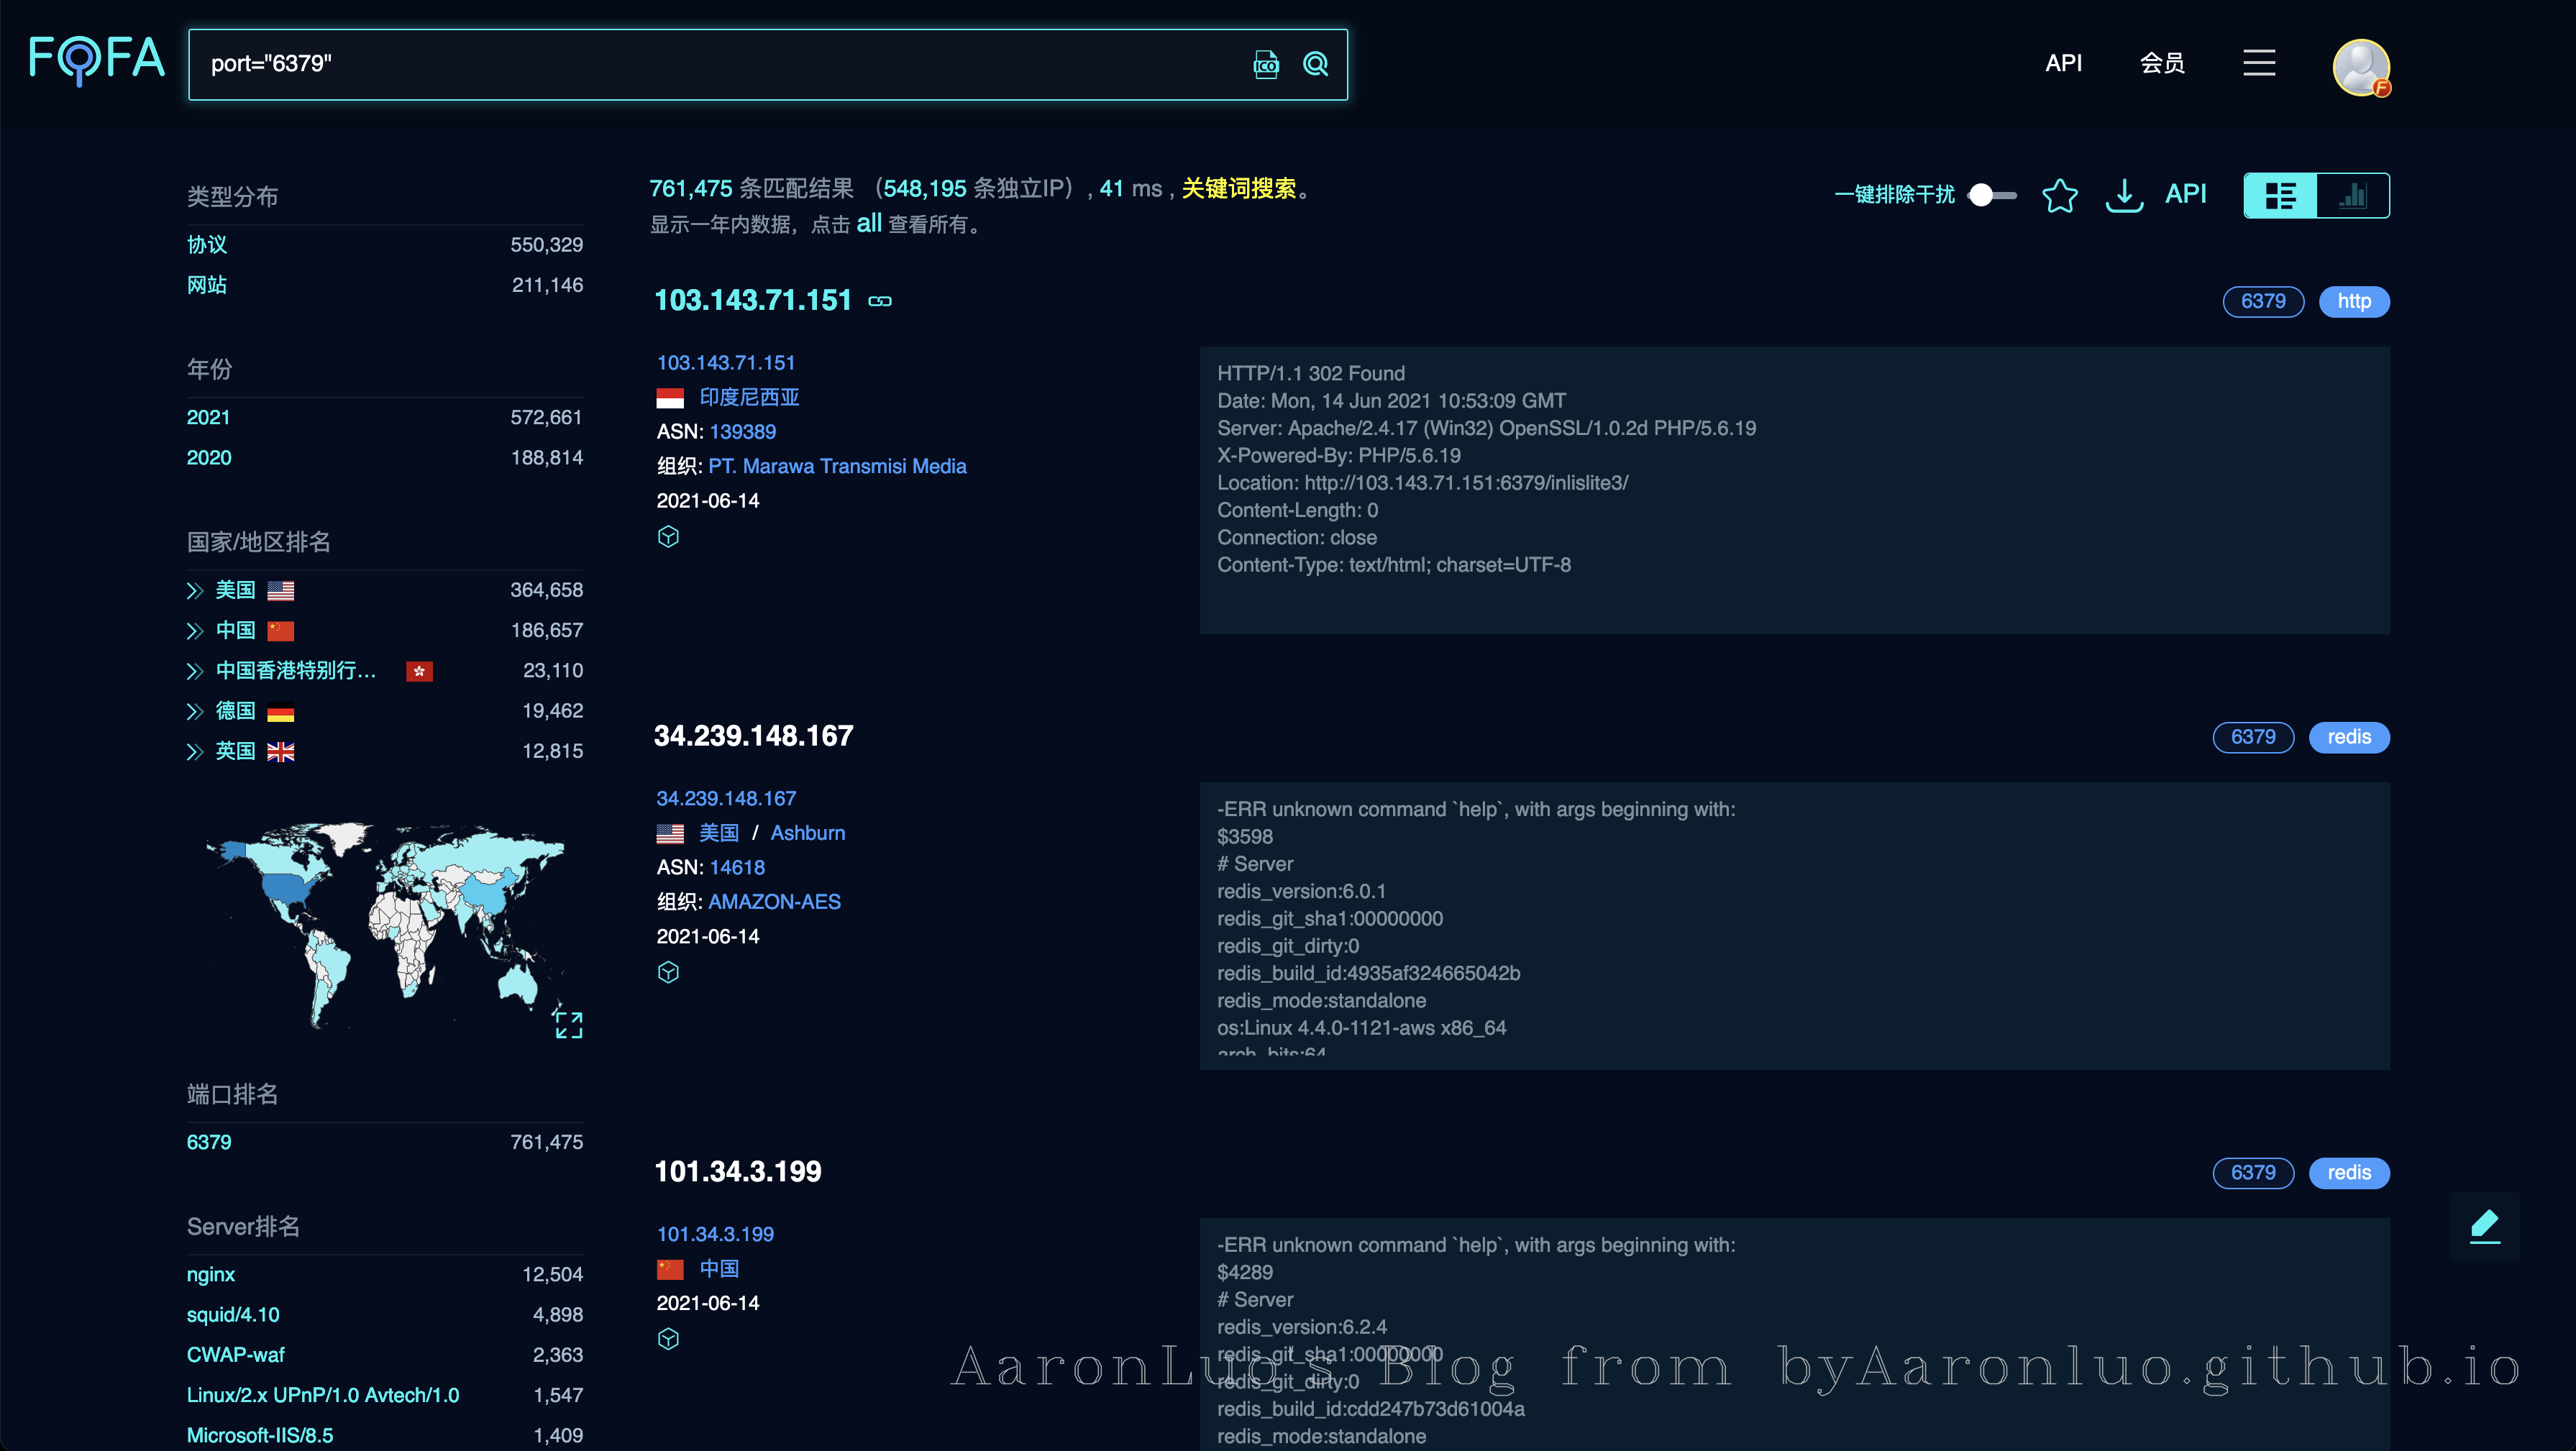 FOFA
port="6379"
ICO
API
会员
F
类型分布
协议 550,329
网站 211,146
年份
2021 572,661
2020 188,814
国家/地区排名
美国 364,658
中国 186,657
中国香港特别行... 23,110
德国 19,462
英国 12,815
端口排名
6379 761,475
Server排名
nginx 12,504
squid/4.10 4,898
CWAP-waf 2,363
Linux/2.x UPnP/1.0 Avtech/1.0 1,547
Microsoft-IIS/8.5 1,409
761,475 条匹配结果 （548,195 条独立IP）, 41 ms , 关键词搜索。
显示一年内数据，点击 all 查看所有。
一键排除干扰
API
103.143.71.151
6379 http
103.143.71.151
印度尼西亚
ASN: 139389
组织: PT. Marawa Transmisi Media
2021-06-14
HTTP/1.1 302 Found
Date: Mon, 14 Jun 2021 10:53:09 GMT
Server: Apache/2.4.17 (Win32) OpenSSL/1.0.2d PHP/5.6.19
X-Powered-By: PHP/5.6.19
Location: http://103.143.71.151:6379/inlislite3/
Content-Length: 0
Connection: close
Content-Type: text/html; charset=UTF-8
34.239.148.167
6379 redis
34.239.148.167
美国 / Ashburn
ASN: 14618
组织: AMAZON-AES
2021-06-14
-ERR unknown command `help`, with args beginning with:
$3598
# Server
redis_version:6.0.1
redis_git_sha1:00000000
redis_git_dirty:0
redis_build_id:4935af324665042b
redis_mode:standalone
os:Linux 4.4.0-1121-aws x86_64
arch_bits:64
101.34.3.199
6379 redis
101.34.3.199
中国
2021-06-14
-ERR unknown command `help`, with args beginning with:
$4289
# Server
redis_version:6.2.4
redis_git_sha1:00000000
redis_git_dirty:0
redis_build_id:cdd247b73d61004a
redis_mode:standalone
AaronLuo's Blog from byAaronluo.github.io